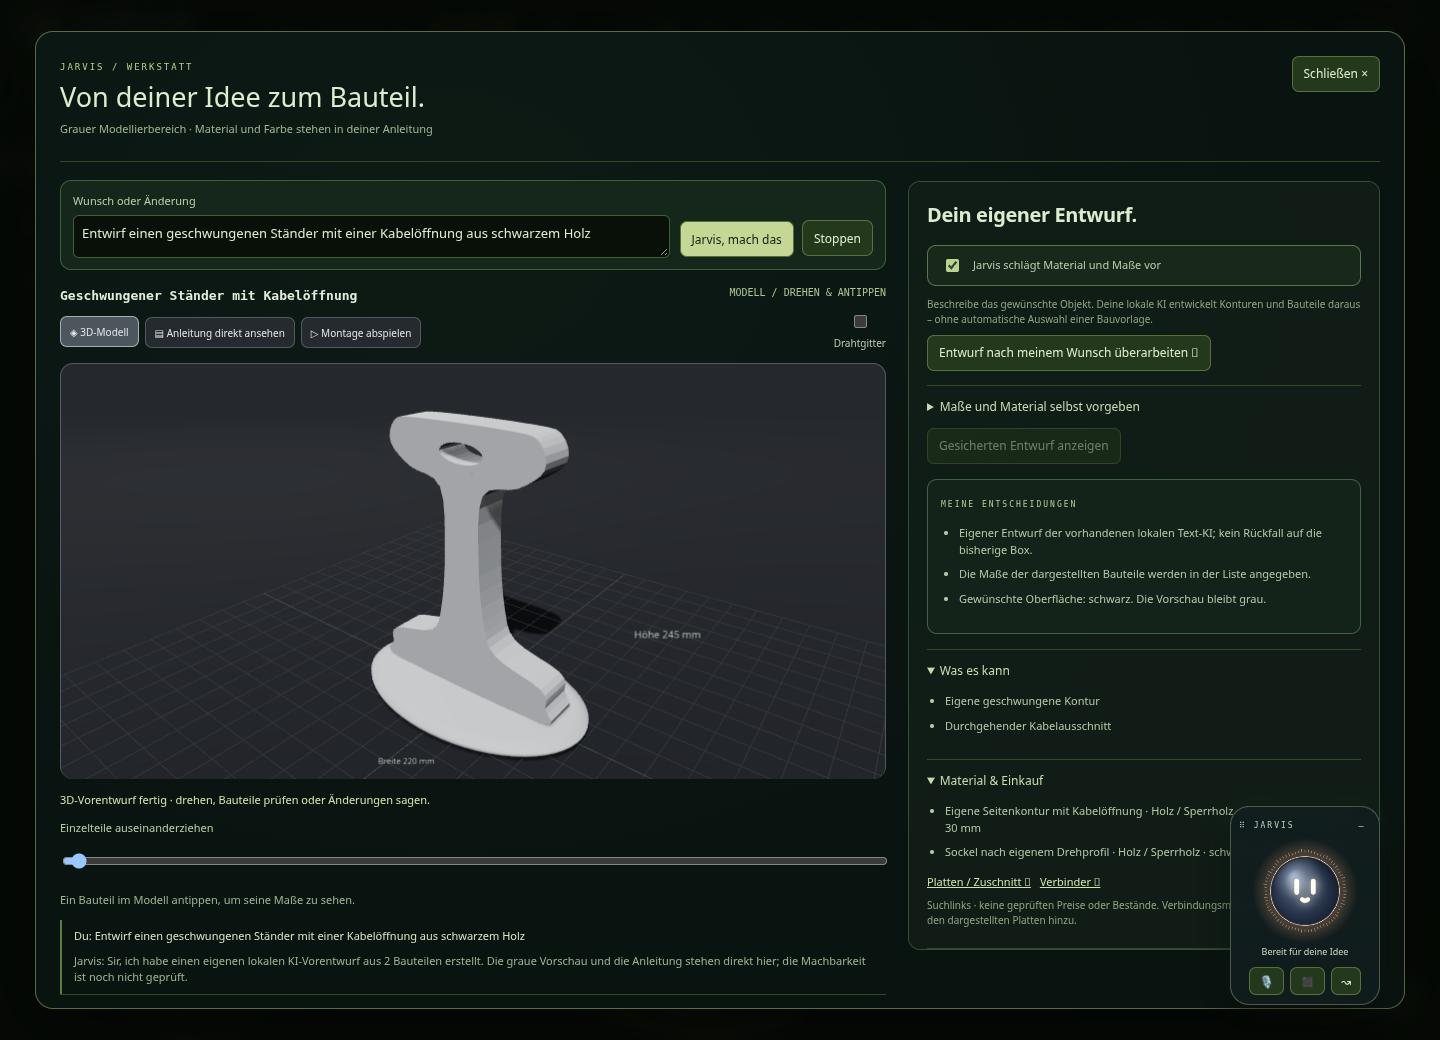 JARVIS / WERKSTATT
Von deiner Idee zum Bauteil.
Grauer Modellierbereich · Material und Farbe stehen in deiner Anleitung
Schließen ×
Wunsch oder Änderung
Entwirf einen geschwungenen Ständer mit einer Kabelöffnung aus schwarzem Holz
Jarvis, mach das
Stoppen
Geschwungener Ständer mit Kabelöffnung
MODELL / DREHEN & ANTIPPEN
◈ 3D-Modell
▤ Anleitung direkt ansehen
▷ Montage abspielen
Drahtgitter
Höhe 245 mm
Breite 220 mm
3D-Vorentwurf fertig · drehen, Bauteile prüfen oder Änderungen sagen.
Einzelteile auseinanderziehen
Ein Bauteil im Modell antippen, um seine Maße zu sehen.
Du: Entwirf einen geschwungenen Ständer mit einer Kabelöffnung aus schwarzem Holz
Jarvis: Sir, ich habe einen eigenen lokalen KI-Vorentwurf aus 2 Bauteilen erstellt. Die graue Vorschau und die Anleitung stehen direkt hier; die Machbarkeit
ist noch nicht geprüft.
Dein eigener Entwurf.
Jarvis schlägt Material und Maße vor
Beschreibe das gewünschte Objekt. Deine lokale KI entwickelt Konturen und Bauteile daraus
– ohne automatische Auswahl einer Bauvorlage.
Entwurf nach meinem Wunsch überarbeiten
▶ Maße und Material selbst vorgeben
Gesicherten Entwurf anzeigen
MEINE ENTSCHEIDUNGEN
• Eigener Entwurf der vorhandenen lokalen Text-KI; kein Rückfall auf die
bisherige Box.
• Die Maße der dargestellten Bauteile werden in der Liste angegeben.
• Gewünschte Oberfläche: schwarz. Die Vorschau bleibt grau.
▼ Was es kann
• Eigene geschwungene Kontur
• Durchgehender Kabelausschnitt
▼ Material & Einkauf
• Eigene Seitenkontur mit Kabelöffnung · Holz / Sperrholz
30 mm
• Sockel nach eigenem Drehprofil · Holz / Sperrholz · schw
Platten / Zuschnitt
Verbinder
Suchlinks · keine geprüften Preise oder Bestände. Verbindungsm
den dargestellten Platten hinzu.
⠿ JARVIS –
Bereit für deine Idee